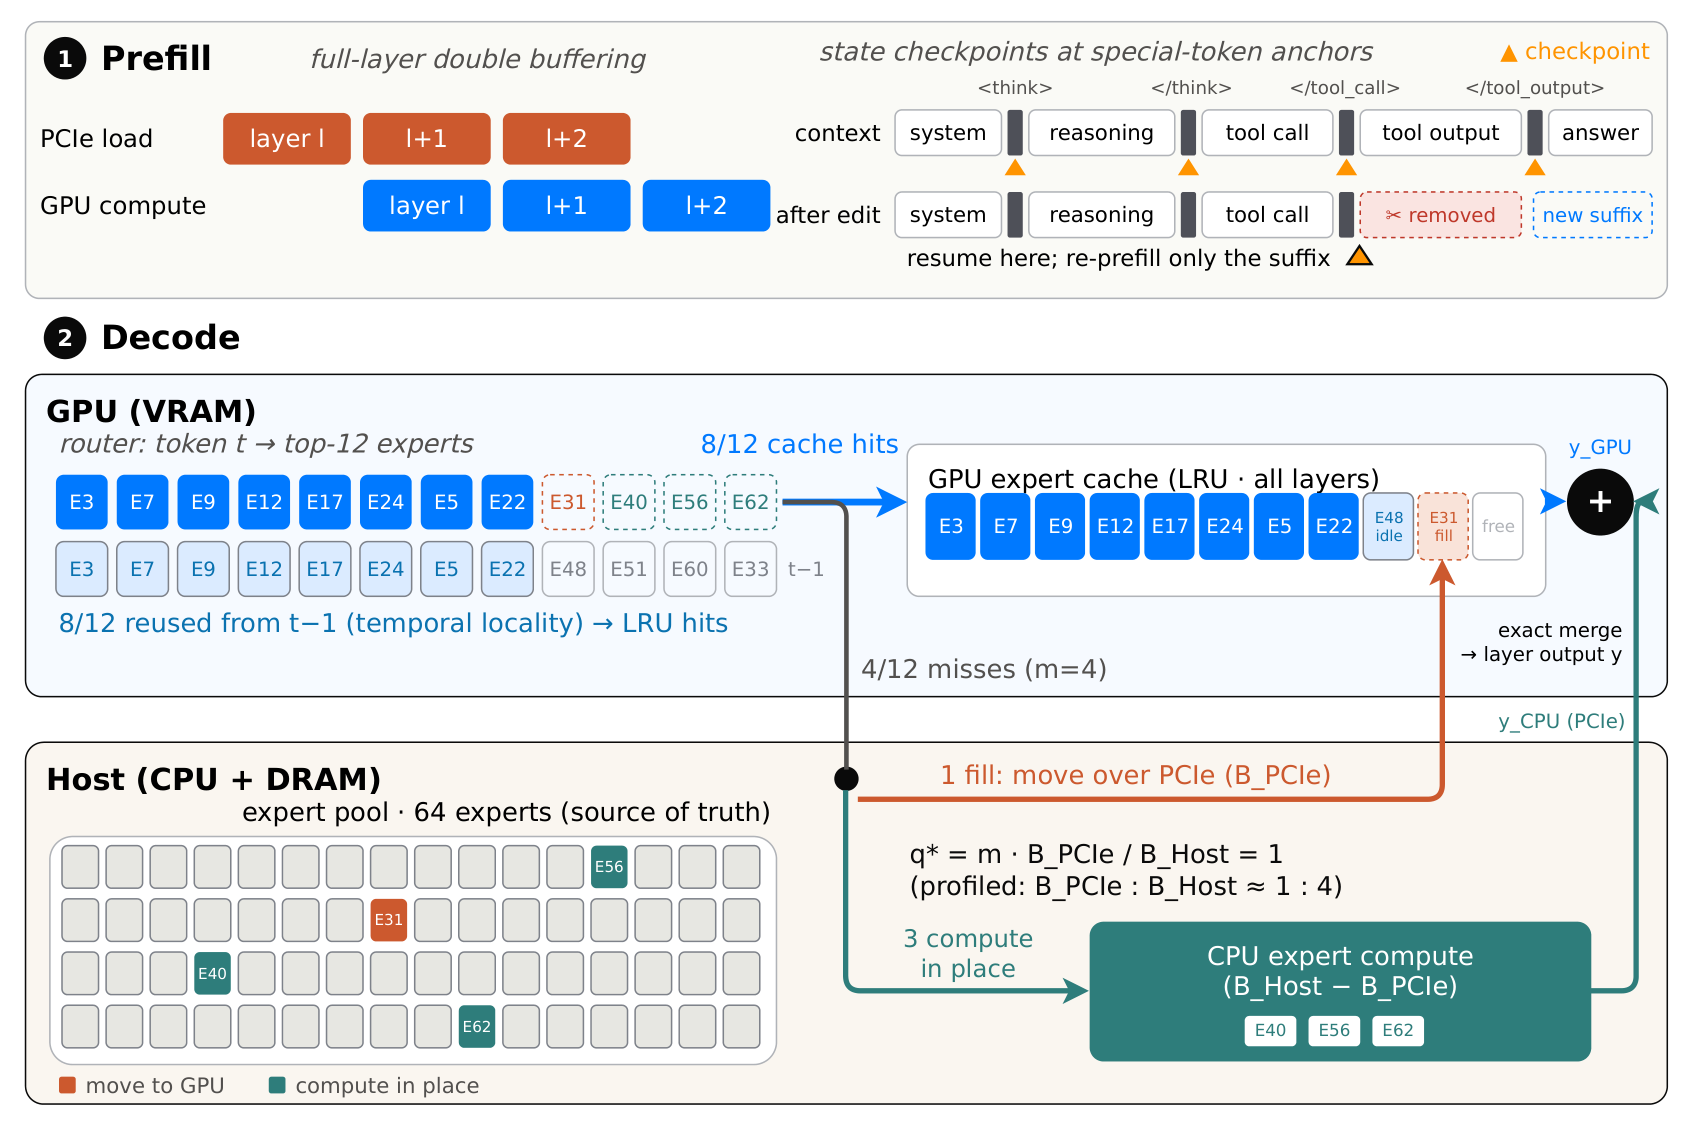 1 Prefill
full-layer double buffering
PCIe load
layer l
l+1
l+2
GPU compute
layer l
l+1
l+2
state checkpoints at special-token anchors
▲ checkpoint
<think>
</think>
</tool_call>
</tool_output>
context
system
reasoning
tool call
tool output
answer
after edit
system
reasoning
tool call
✂ removed
new suffix
resume here; re-prefill only the suffix
2 Decode
GPU (VRAM)
router: token t → top-12 experts
E3 E7 E9 E12 E17 E24 E5 E22 E31 E40 E56 E62
E3 E7 E9 E12 E17 E24 E5 E22 E48 E51 E60 E33 t−1
8/12 reused from t−1 (temporal locality) → LRU hits
8/12 cache hits
GPU expert cache (LRU · all layers)
E3 E7 E9 E12 E17 E24 E5 E22
E48
idle
E31
fill
free
y_GPU
+
exact merge
→ layer output y
4/12 misses (m=4)
y_CPU (PCIe)
Host (CPU + DRAM)
expert pool · 64 experts (source of truth)
E56
E31
E40
E62
move to GPU
compute in place
1 fill: move over PCIe (B_PCIe)
q* = m · B_PCIe / B_Host = 1
(profiled: B_PCIe : B_Host ≈ 1 : 4)
3 compute
in place
CPU expert compute
(B_Host − B_PCIe)
E40 E56 E62